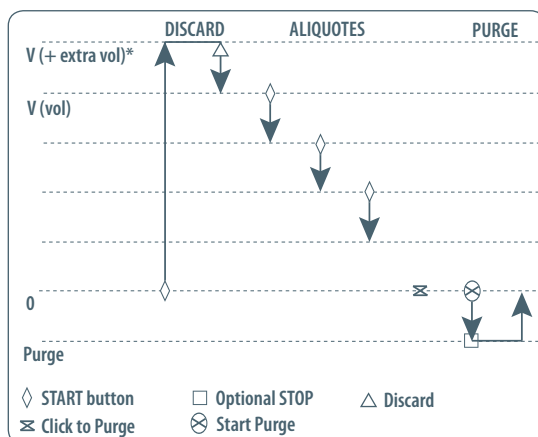 DISCARD ALIQUOTES PURGE
V (+ extra vol)*
V (vol)
0
Purge
START button Optional STOP Discard
Click to Purge Start Purge